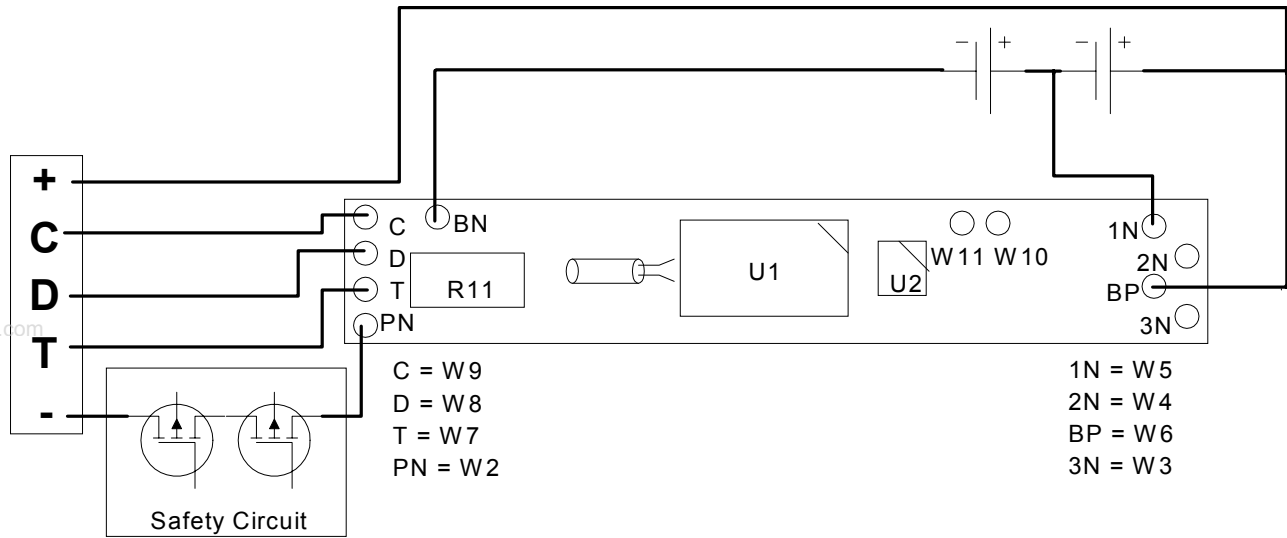 - + - +
+
C
D
T
-
C
D
T
PN
BN
R11
U1
U2
W11 W10
1N
2N
BP
3N
.com
C = W9
D = W8
T = W7
PN = W2
1N = W5
2N = W4
BP = W6
3N = W3
Safety Circuit